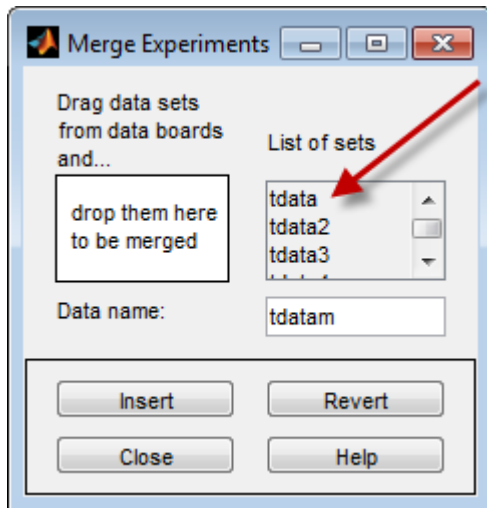 Merge Experiments
Drag data sets
from data boards
and...
List of sets
drop them here
to be merged
tdata
tdata2
tdata3
Data name:
tdatam
Insert
Revert
Close
Help